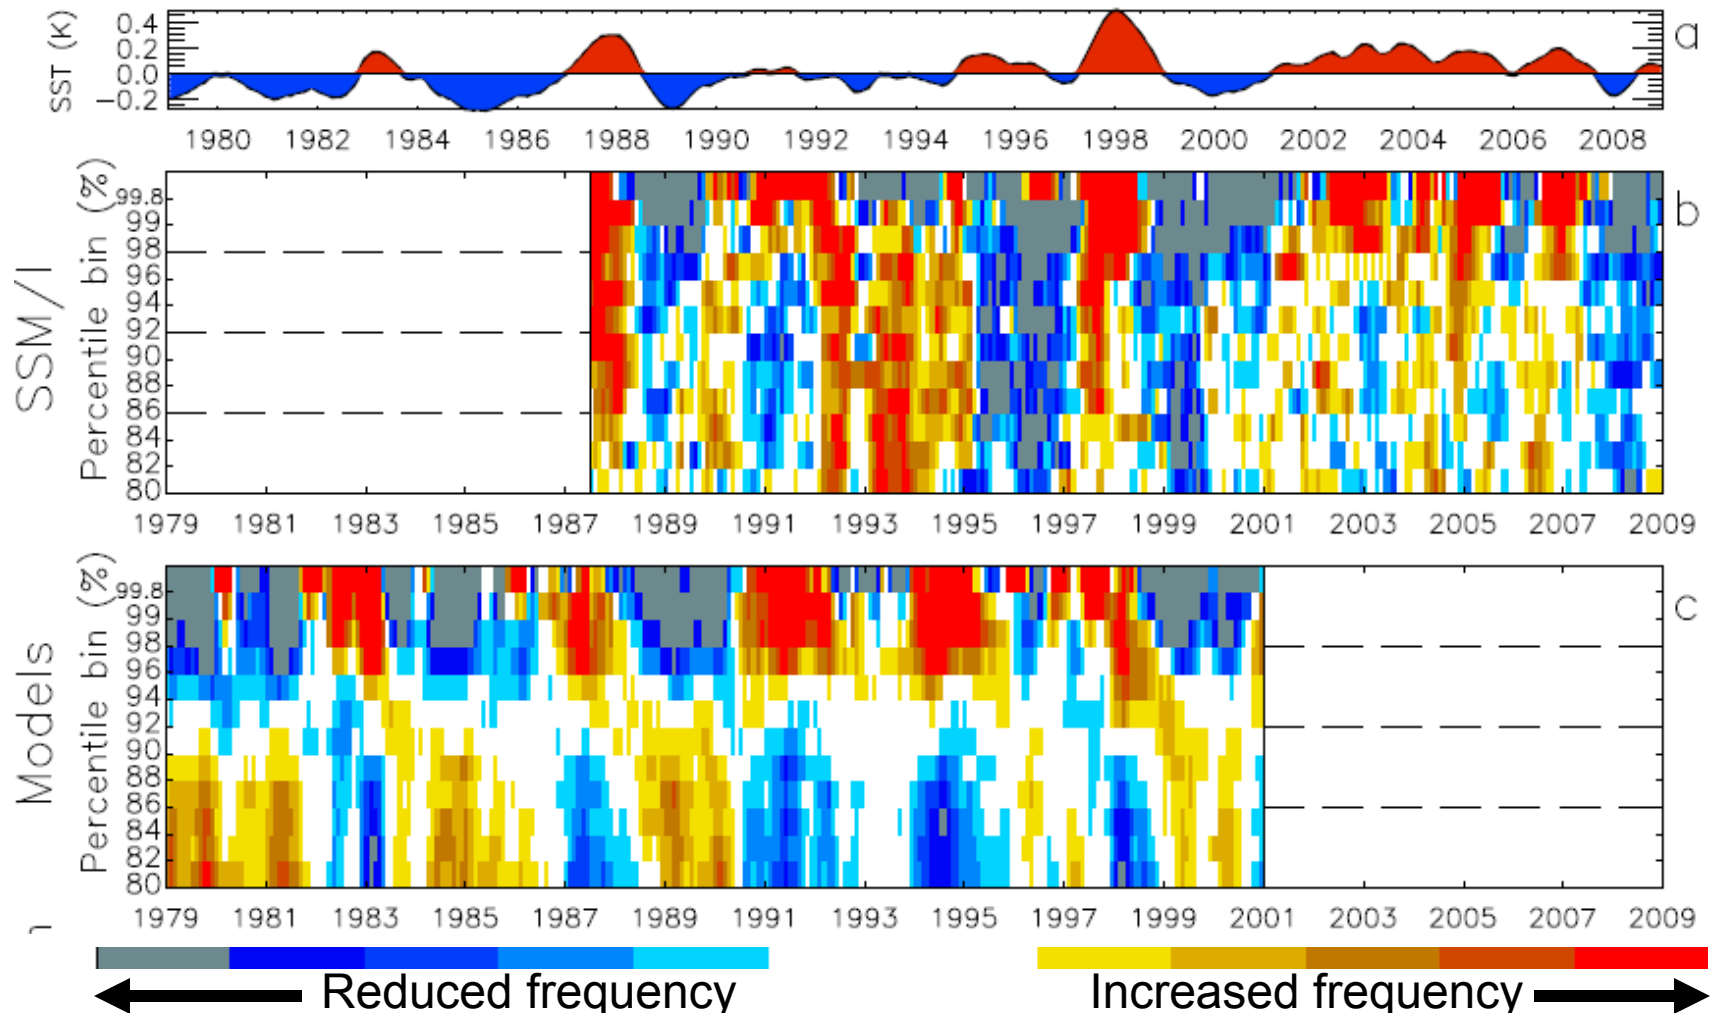 SST (K)
0.4
0.2
0.0
−0.2
a
1980 1982 1984 1986 1988 1990 1992 1994 1996 1998 2000 2002 2004 2006 2008
SSM/I
Percentile bin (%)
99.8
99
98
96
94
92
90
88
86
84
82
80
b
1979 1981 1983 1985 1987 1989 1991 1993 1995 1997 1999 2001 2003 2005 2007 2009
Models
Percentile bin (%)
99.8
99
98
96
94
92
90
88
86
84
82
80
c
1979 1981 1983 1985 1987 1989 1991 1993 1995 1997 1999 2001 2003 2005 2007 2009
Reduced frequency
Increased frequency